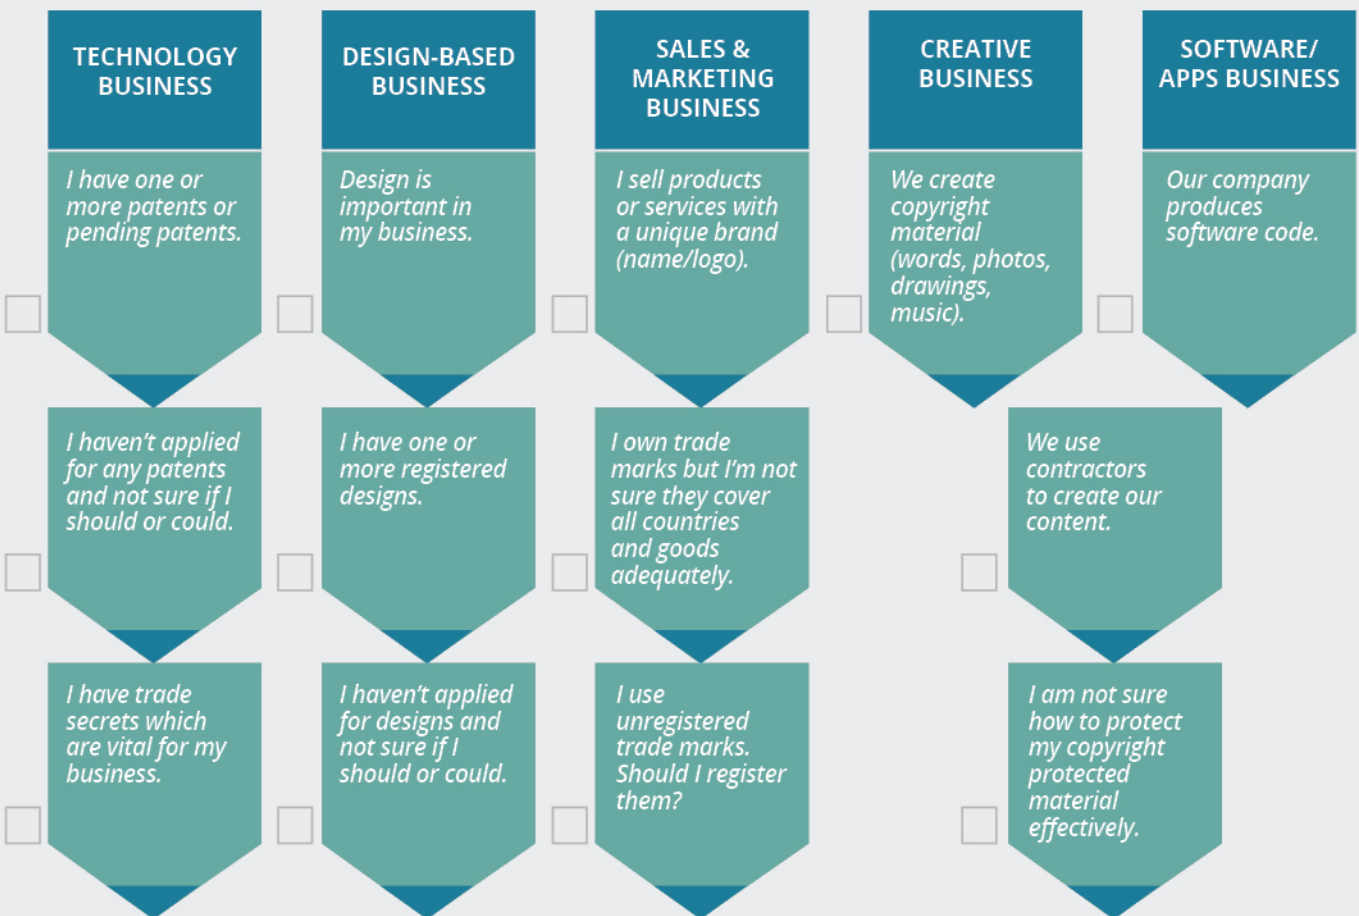 TECHNOLOGY
BUSINESS
I have one or
more patents or
pending patents.
I haven't applied
for any patents
and not sure if I
should or could.
I have trade
secrets which
are vital for my
business.
DESIGN-BASED
BUSINESS
Design is
important in
my business.
I have one or
more registered
designs.
I haven't applied
for designs and
not sure if I
should or could.
SALES &
MARKETING
BUSINESS
I sell products
or services with
a unique brand
(name/logo).
I own trade
marks but I'm not
sure they cover
all countries
and goods
adequately.
I use
unregistered
trade marks.
Should I register
them?
CREATIVE
BUSINESS
We create
copyright
material
(words, photos,
drawings,
music).
SOFTWARE/
APPS BUSINESS
Our company
produces
software code.
We use
contractors
to create our
content.
I am not sure
how to protect
my copyright
protected
material
effectively.